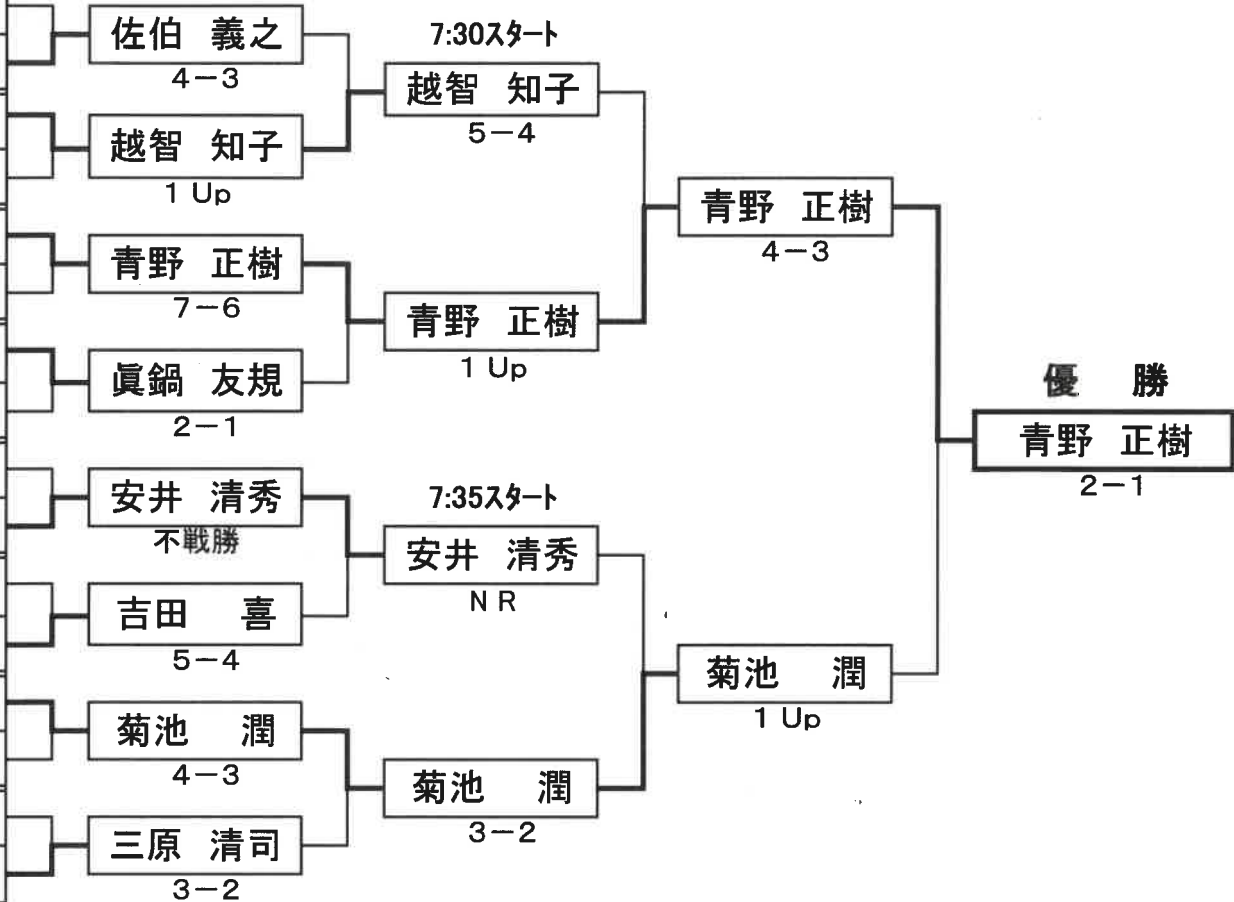 佐伯 義之
4-3
越智 知子
1 Up
青野 正樹
7-6
眞鍋 友規
2-1
安井 清秀
不戦勝
吉田 喜
5-4
菊池 潤
4-3
三原 清司
3-2
7:30スタート
越智 知子
5-4
青野 正樹
1 Up
7:35スタート
安井 清秀
N R
菊池 潤
3-2
青野 正樹
4-3
菊池 潤
1 Up
優 勝
青野 正樹
2-1